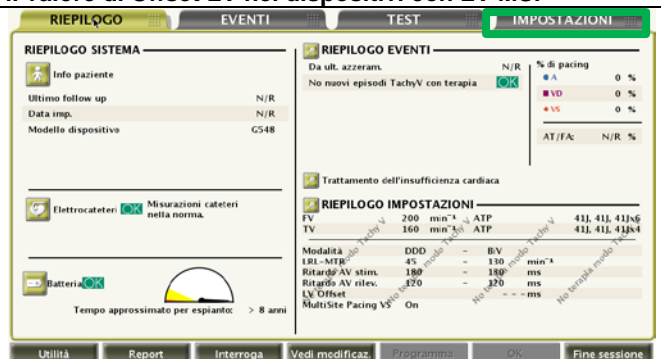 il valore di Offset LV nei dispositivi con LV MS.
RIEPILOGO EVENTI TEST IMPOSTAZIONI
RIEPILOGO SISTEMA
Info paziente
Ultimo follow up N/R
Data imp. N/R
Modello dispositivo G548
Elettrocateteri OK Misurazioni cateteri
nella norma.
Batteria OK
Tempo approssimato per espianto: > 8 anni
RIEPILOGO EVENTI
Da ult. azzeram. N/R
No nuovi episodi TachyV con terapia OK
% di pacing
A 0 %
VD 0 %
VS 0 %
AT/FA: N/R %
Trattamento dell'insufficienza cardiaca
RIEPILOGO IMPOSTAZIONI
FV 200 min⁻¹ ATP 41J, 41J, 41Jx6
TV 160 min⁻¹ ATP 41J, 41J, 41Jx4
Modalità DDD - BiV
LRL-MTR 45 - 130 min⁻¹
Ritardo AV stim. 180 - 180 ms
Ritardo AV rilev. 120 - 120 ms
LV Offset - - - ms
MultiSite Pacing VS On
No terapia modo Tachy V
No terapia modo Tachy V
Utilità Report Interroga Vedi modificaz. Programma OK Fine sessione